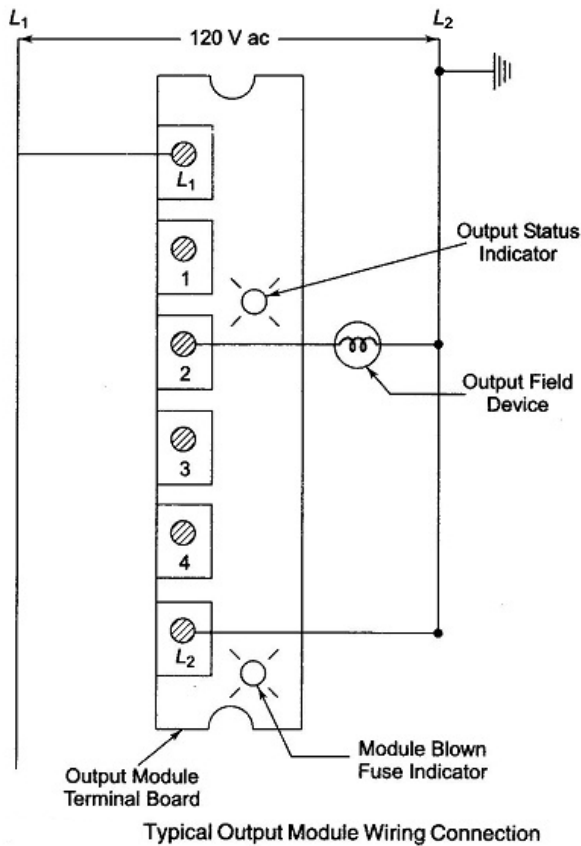 L1
L2
120 V ac
L1
Output Status
Indicator
1
2
Output Field
Device
3
4
L2
Module Blown
Fuse Indicator
Output Module
Terminal Board
Typical Output Module Wiring Connection